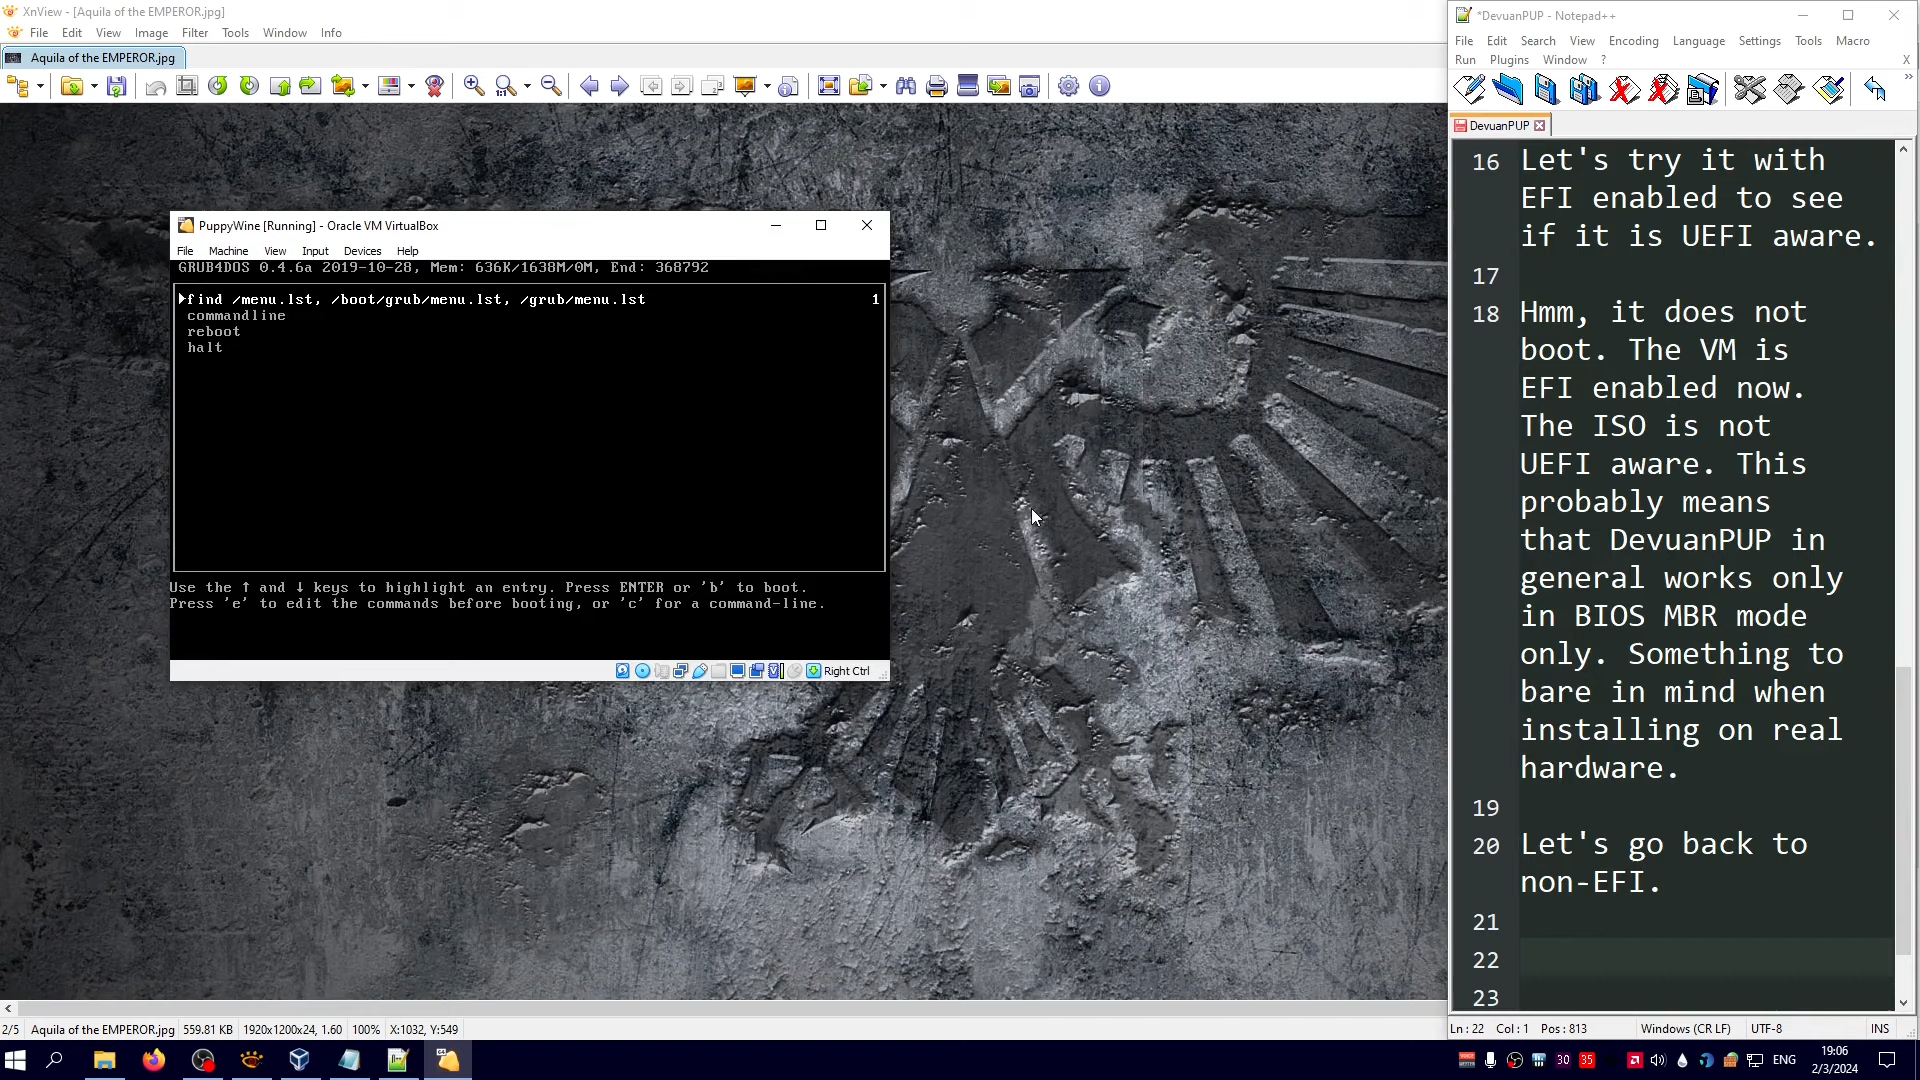 XnView - [Aquila of the EMPEROR.jpg]
File Edit View Image Filter Tools Window Info
Aquila of the EMPEROR.jpg
PuppyWine [Running] - Oracle VM VirtualBox
File Machine View Input Devices Help
GRUB4DOS 0.4.6a 2019-10-28, Mem: 636K/1638M/0M, End: 368792
find /menu.lst, /boot/grub/menu.lst, /grub/menu.lst 1
commandline
reboot
halt
Use the ↑ and ↓ keys to highlight an entry. Press ENTER or 'b' to boot.
Press 'e' to edit the commands before booting, or 'c' for a command-line.
Right Ctrl
2/5 Aquila of the EMPEROR.jpg 559.81 KB 1920x1200x24, 1.60 100% X:1032, Y:549
*DevuanPUP - Notepad++
File Edit Search View Encoding Language Settings Tools Macro
Run Plugins Window ? X
DevuanPUP
16 Let's try it with
EFI enabled to see
if it is UEFI aware.
17
18 Hmm, it does not
boot. The VM is
EFI enabled now.
The ISO is not
UEFI aware. This
probably means
that DevuanPUP in
general works only
in BIOS MBR mode
only. Something to
bare in mind when
installing on real
hardware.
19
20 Let's go back to
non-EFI.
21
22
23
Ln : 22 Col : 1 Pos : 813 Windows (CR LF) UTF-8 INS
30 35 ENG
19:06
2/3/2024